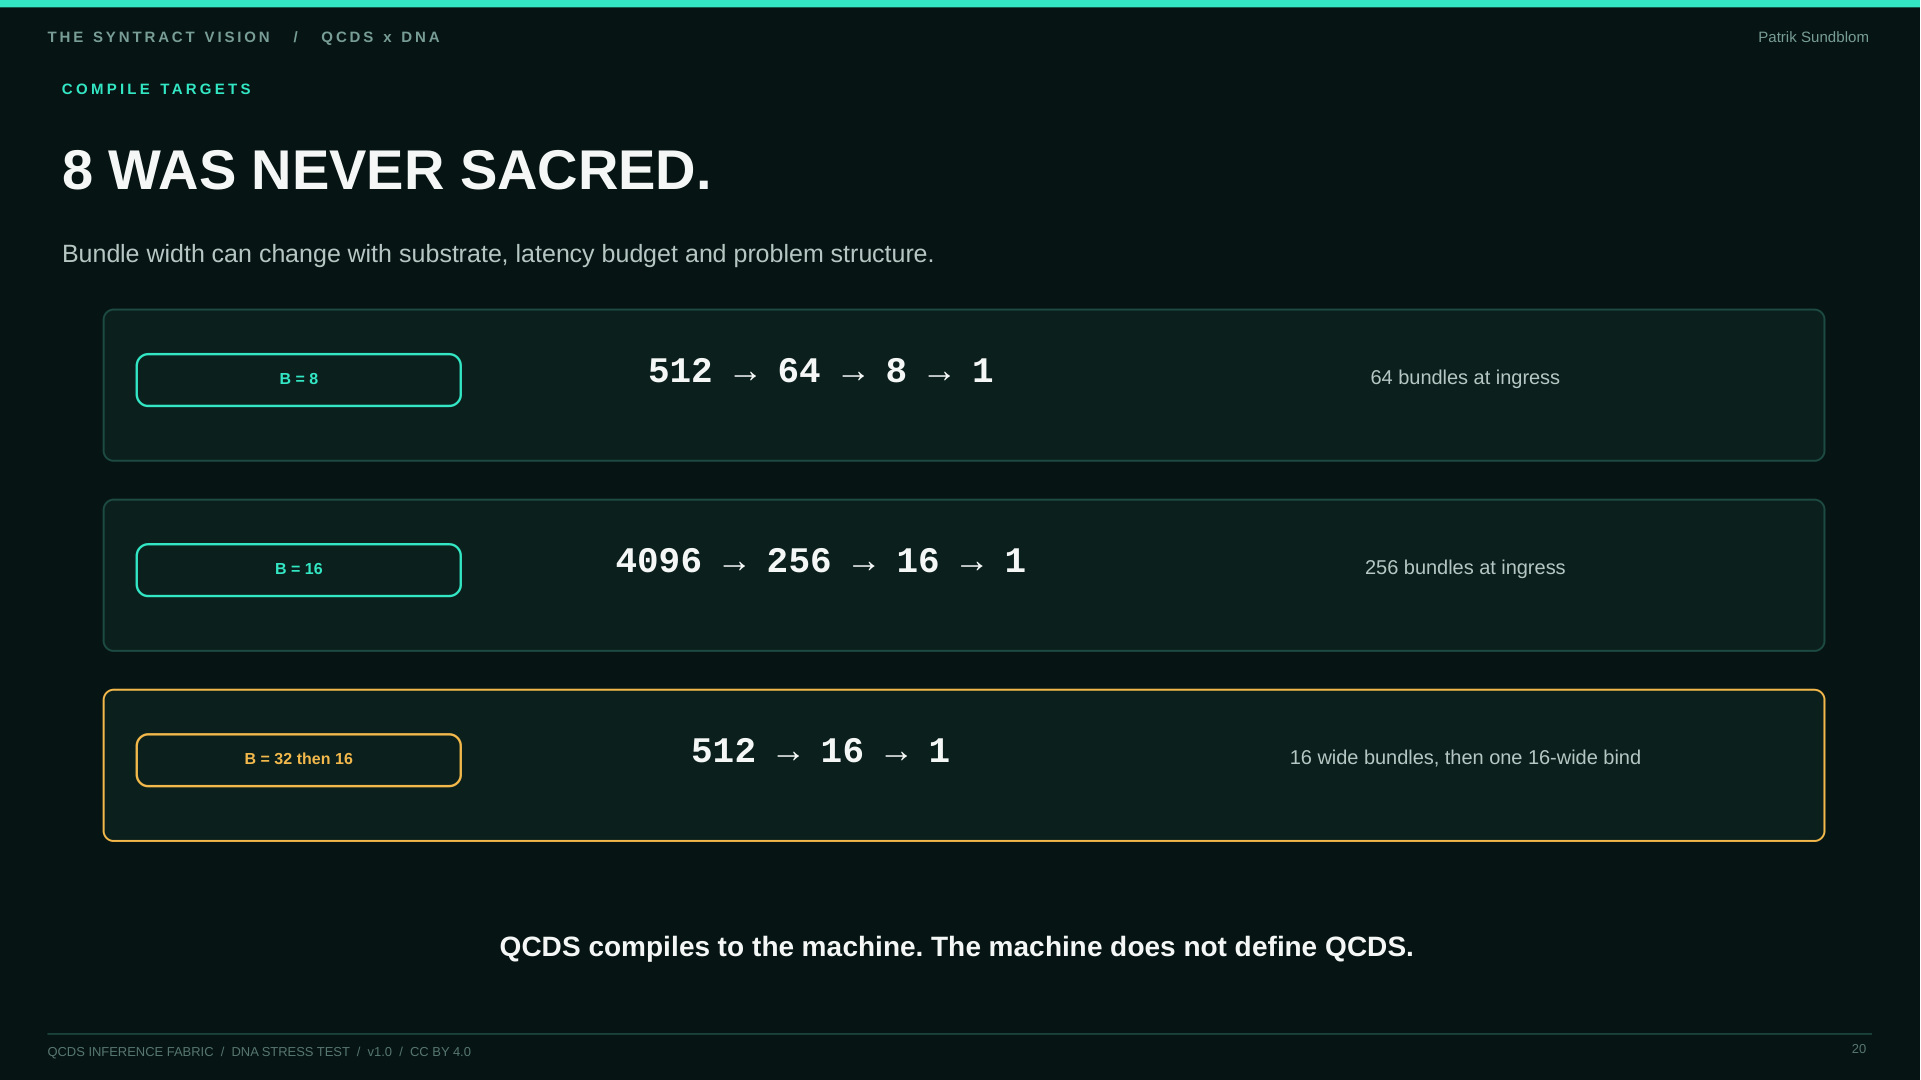 THE SYNTRACT VISION / QCDS x DNA
Patrik Sundblom
COMPILE TARGETS
8 WAS NEVER SACRED.
Bundle width can change with substrate, latency budget and problem structure.
B = 8
512 → 64 → 8 → 1
64 bundles at ingress
B = 16
4096 → 256 → 16 → 1
256 bundles at ingress
B = 32 then 16
512 → 16 → 1
16 wide bundles, then one 16-wide bind
QCDS compiles to the machine. The machine does not define QCDS.
QCDS INFERENCE FABRIC / DNA STRESS TEST / v1.0 / CC BY 4.0
20